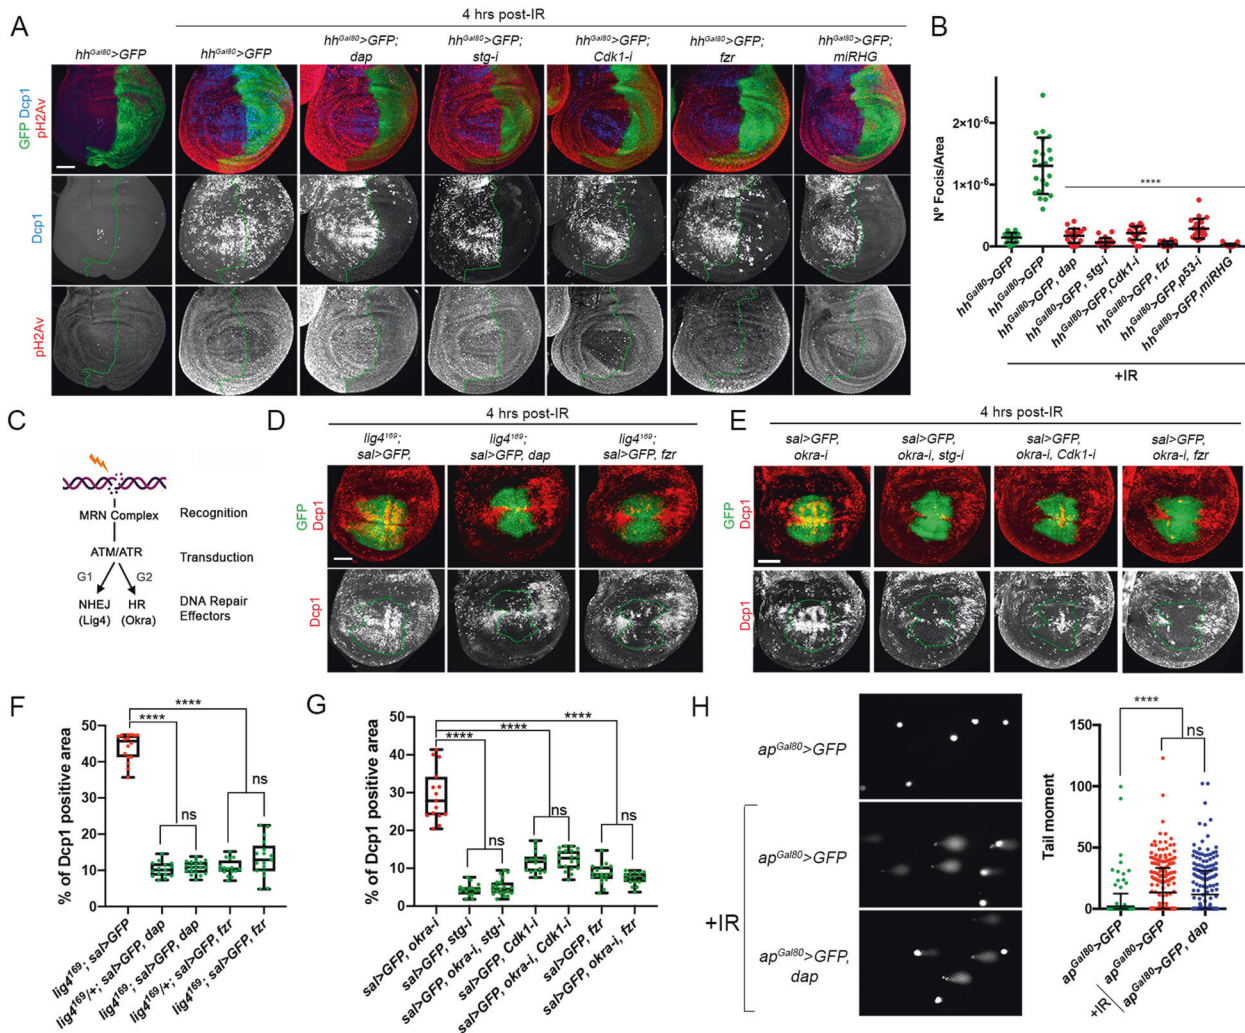 A
4 hrs post-IR
hhGal80>GFP
hhGal80>GFP
hhGal80>GFP;
dap
hhGal80>GFP;
stg-i
hhGal80>GFP;
Cdk1-i
hhGal80>GFP;
fzr
hhGal80>GFP;
miRHG
GFP Dcp1
pH2Av
Dcp1
pH2Av
B
Nº Focis/Area
2×10-6
1×10-6
0
****
hhGal80>GFP
hhGal80>GFP
hhGal80>GFP, dap
hhGal80>GFP, stg-i
hhGal80>GFP,Cdk1-i
hhGal80>GFP, fzr
hhGal80>GFP,p53-i
hhGal80>GFP,miRHG
+IR
C
MRN Complex
Recognition
ATM/ATR
Transduction
G1
G2
NHEJ
(Lig4)
HR
(Okra)
DNA Repair
Effectors
D
4 hrs post-IR
lig4169;
sal>GFP,
lig4169;
sal>GFP, dap
lig4169;
sal>GFP, fzr
GFP
Dcp1
Dcp1
E
4 hrs post-IR
sal>GFP,
okra-i
sal>GFP,
okra-i, stg-i
sal>GFP,
okra-i, Cdk1-i
sal>GFP,
okra-i, fzr
GFP
Dcp1
Dcp1
F
% of Dcp1 positive area
50
40
30
20
10
0
****
****
ns
ns
lig4169; sal>GFP
lig4169/+; sal>GFP, dap
lig4169; sal>GFP, dap
lig4169/+; sal>GFP, fzr
lig4169; sal>GFP, fzr
G
% of Dcp1 positive area
50
40
30
20
10
0
****
****
****
ns
ns
ns
sal>GFP, okra-i
sal>GFP, stg-i
sal>GFP, okra-i, stg-i
sal>GFP, Cdk1-i
sal>GFP, okra-i, Cdk1-i
sal>GFP, fzr
sal>GFP, okra-i, fzr
H
apGal80>GFP
+IR
apGal80>GFP
apGal80>GFP,
dap
Tail moment
150
100
50
0
****
ns
apGal80>GFP
apGal80>GFP
apGal80>GFP, dap
+IR